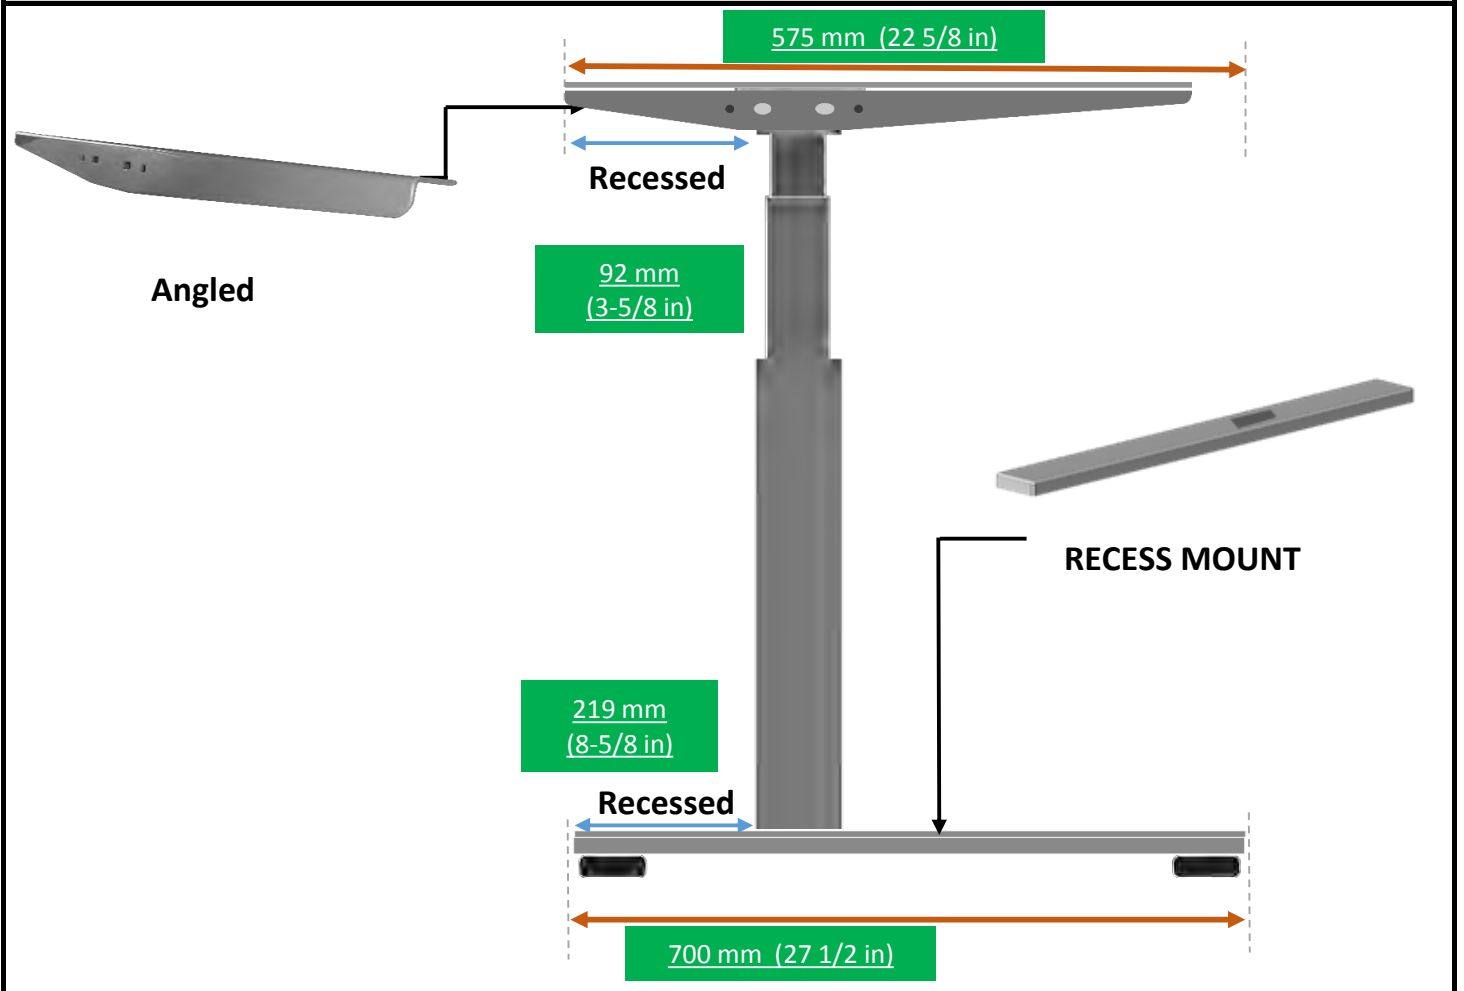 575 mm  (22 5/8 in)
Recessed
Angled
92 mm
(3-5/8 in)
RECESS MOUNT
219 mm
(8-5/8 in)
Recessed
700 mm  (27 1/2 in)